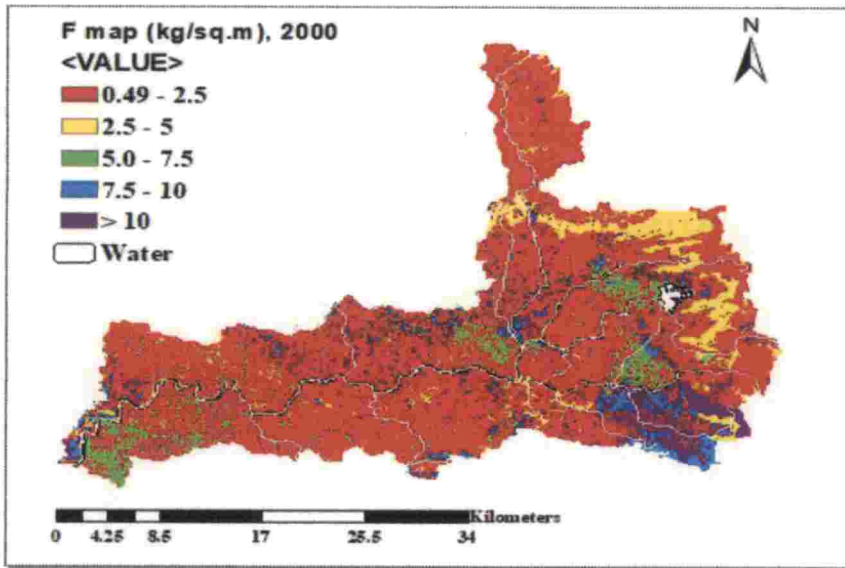 F map (kg/sq.m), 2000
<VALUE>
0.49 - 2.5
2.5 - 5
5.0 - 7.5
7.5 - 10
> 10
Water
N
Kilometers
0 4.25 8.5 17 25.5 34